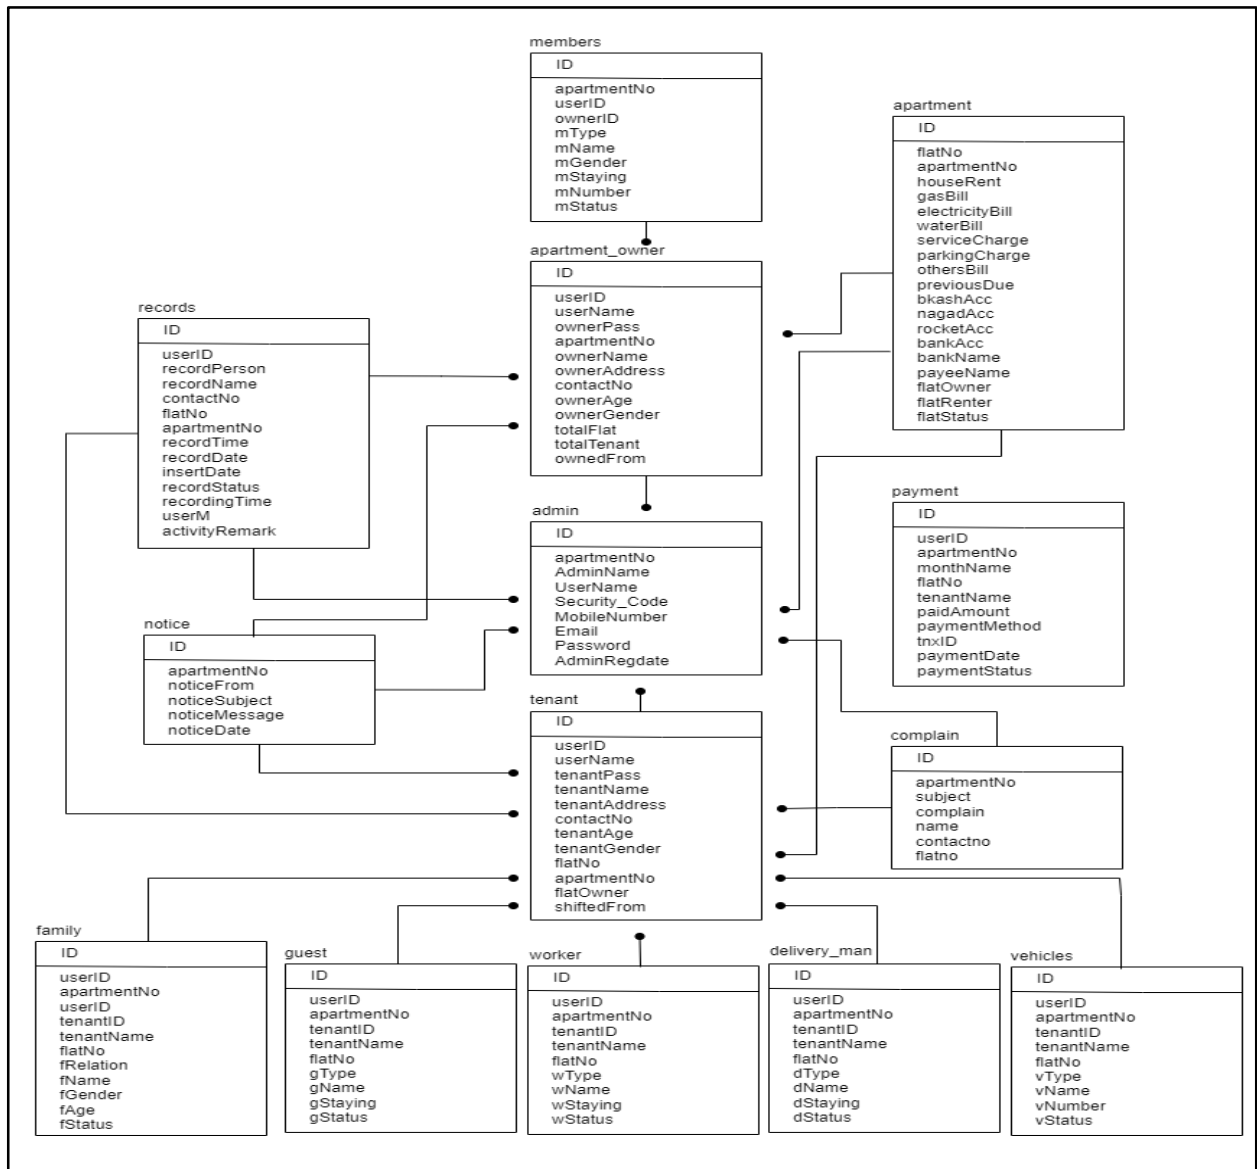 members
ID
apartmentNo
userID
ownerID
mType
mName
mGender
mStaying
mNumber
mStatus
apartment
ID
flatNo
apartmentNo
houseRent
gasBill
electricityBill
waterBill
serviceCharge
parkingCharge
othersBill
previousDue
bkashAcc
nagadAcc
rocketAcc
bankAcc
bankName
payeeName
flatOwner
flatRenter
flatStatus
apartment_owner
ID
userID
userName
ownerPass
apartmentNo
ownerName
ownerAddress
contactNo
ownerAge
ownerGender
totalFlat
totalTenant
ownedFrom
records
ID
userID
recordPerson
recordName
contactNo
flatNo
apartmentNo
recordTime
recordDate
insertDate
recordStatus
recordingTime
userM
activityRemark
payment
ID
userID
apartmentNo
monthName
flatNo
tenantName
paidAmount
paymentMethod
tnxID
paymentDate
paymentStatus
admin
ID
apartmentNo
AdminName
UserName
Security_Code
MobileNumber
Email
Password
AdminRegdate
notice
ID
apartmentNo
noticeFrom
noticeSubject
noticeMessage
noticeDate
tenant
ID
userID
userName
tenantPass
tenantName
tenantAddress
contactNo
tenantAge
tenantGender
flatNo
apartmentNo
flatOwner
shiftedFrom
complain
ID
apartmentNo
subject
complain
name
contactno
flatno
family
ID
userID
apartmentNo
userID
tenantID
tenantName
flatNo
fRelation
fName
fGender
fAge
fStatus
guest
ID
userID
apartmentNo
tenantID
tenantName
flatNo
gType
gName
gStaying
gStatus
worker
ID
userID
apartmentNo
tenantID
tenantName
flatNo
wType
wName
wStaying
wStatus
delivery_man
ID
userID
apartmentNo
tenantID
tenantName
flatNo
dType
dName
dStaying
dStatus
vehicles
ID
userID
apartmentNo
tenantID
tenantName
flatNo
vType
vName
vNumber
vStatus